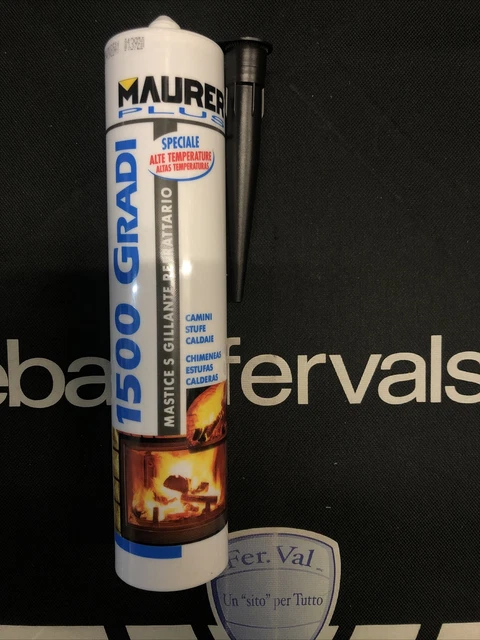 MAURER
PLUS
SPECIALE
ALTE TEMPERATURE
ALTAS TEMPERATURAS
1500 GRADI
MASTICE S GILLANTE REFRATTARIO
CAMINI
STUFE
CALDAIE
CHIMENEAS
ESTUFAS
CALDERAS
eba fervals
Fer.Val
Un "sito" per Tutto